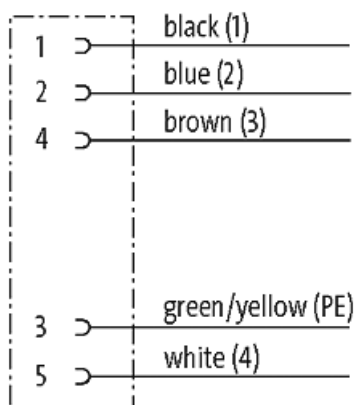 1 black (1)
2 blue (2)
4 brown (3)
3 green/yellow (PE)
5 white (4)